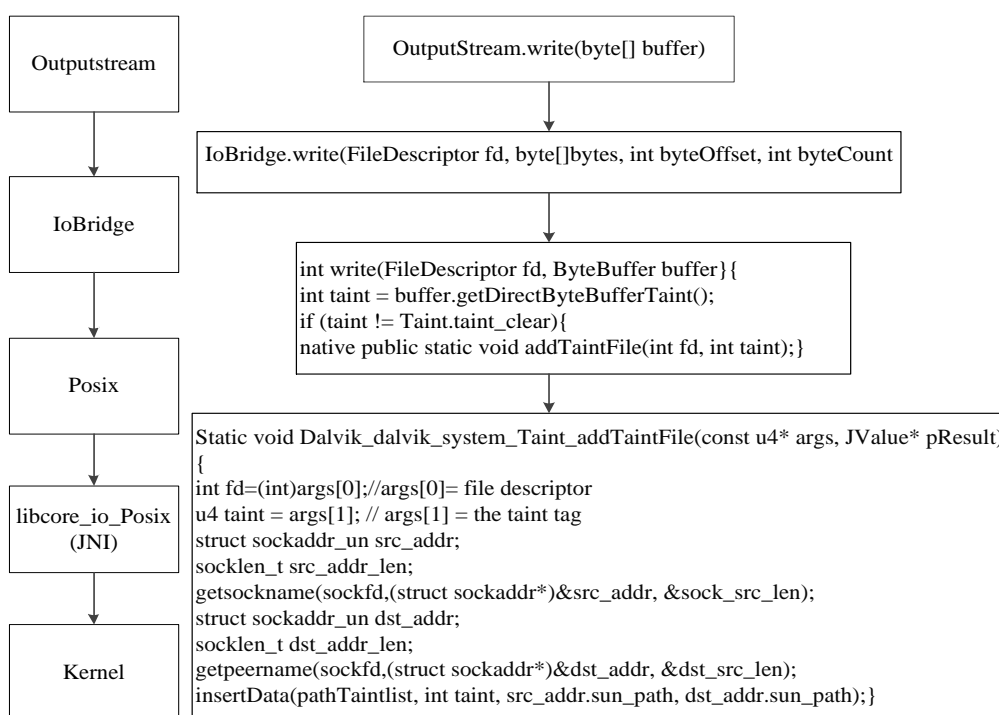 Outputstream
IoBridge
Posix
libcore_io_Posix
(JNI)
Kernel
OutputStream.write(byte[] buffer)
IoBridge.write(FileDescriptor fd, byte[]bytes, int byteOffset, int byteCount
int write(FileDescriptor fd, ByteBuffer buffer}{
int taint = buffer.getDirectByteBufferTaint();
if (taint != Taint.taint_clear){
native public static void addTaintFile(int fd, int taint);}
Static void Dalvik_dalvik_system_Taint_addTaintFile(const u4* args, JValue* pResult)
{
int fd=(int)args[0];//args[0]= file descriptor
u4 taint = args[1]; // args[1] = the taint tag
struct sockaddr_un src_addr;
socklen_t src_addr_len;
getsockname(sockfd,(struct sockaddr*)&src_addr, &sock_src_len);
struct sockaddr_un dst_addr;
socklen_t dst_addr_len;
getpeername(sockfd,(struct sockaddr*)&dst_addr, &dst_src_len);
insertData(pathTaintlist, int taint, src_addr.sun_path, dst_addr.sun_path);}